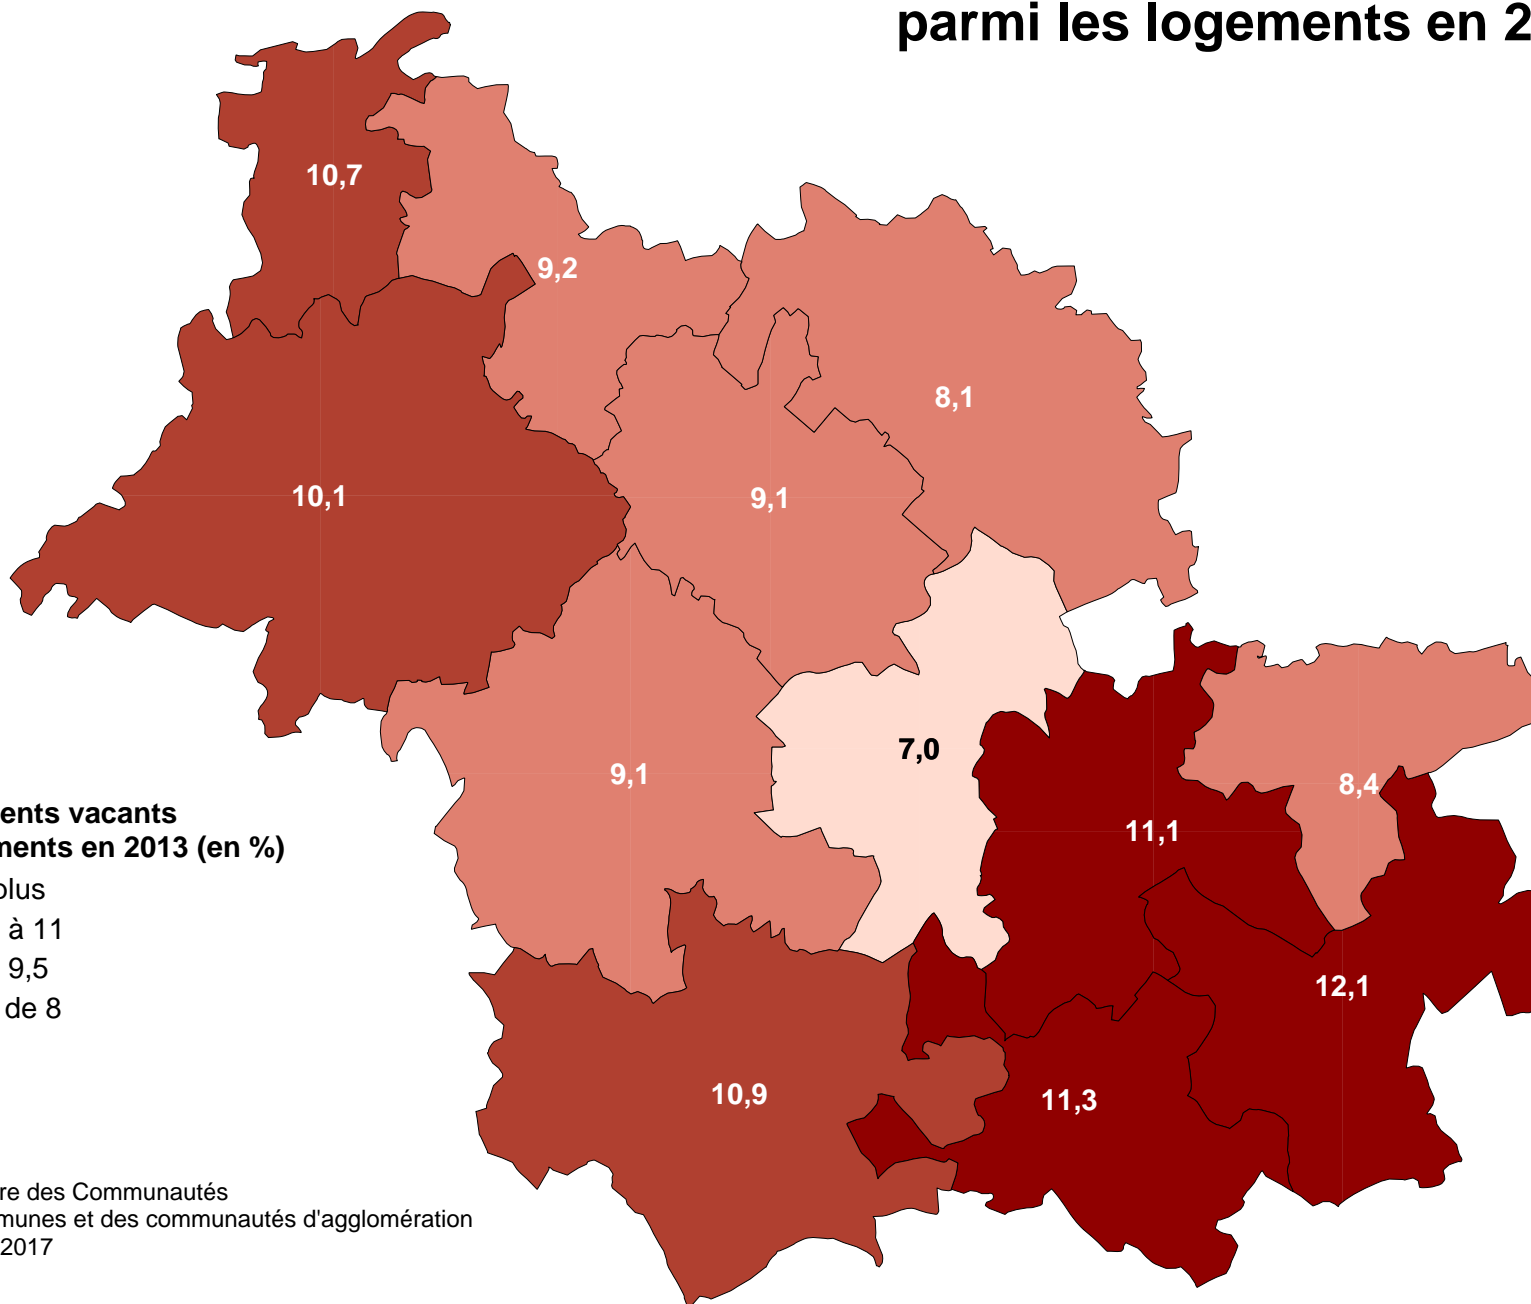 parmi les logements en 2
10,7
9,2
8,1
10,1
9,1
7,0
9,1
8,4
11,1
12,1
10,9
11,3
ents vacants
ments en 2013 (en %)
plus
à 11
9,5
de 8
re des Communautés
munes et des communautés d'agglomération
2017